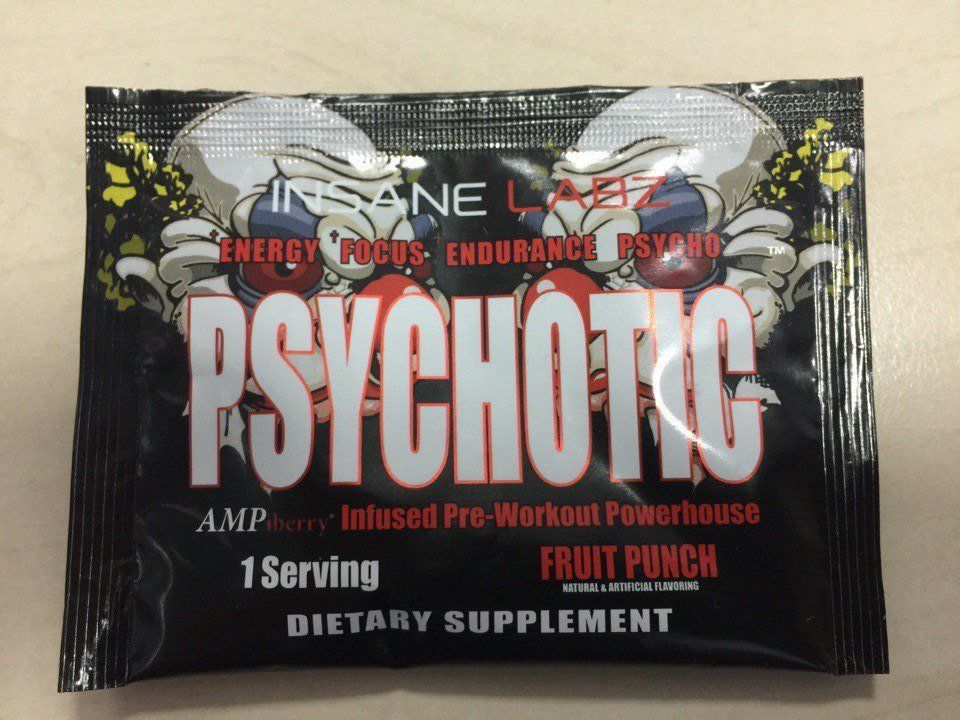 INSANE LABZ
†ENERGY †FOCUS †ENDURANCE PSYCHO
PSYCHOTIC™
AMPiberry® Infused Pre-Workout Powerhouse
1 Serving
FRUIT PUNCH
NATURAL & ARTIFICIAL FLAVORING
DIETARY SUPPLEMENT